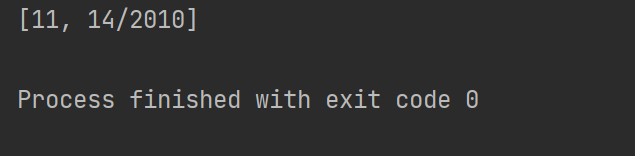 [11, 14/2010]
Process finished with exit code 0